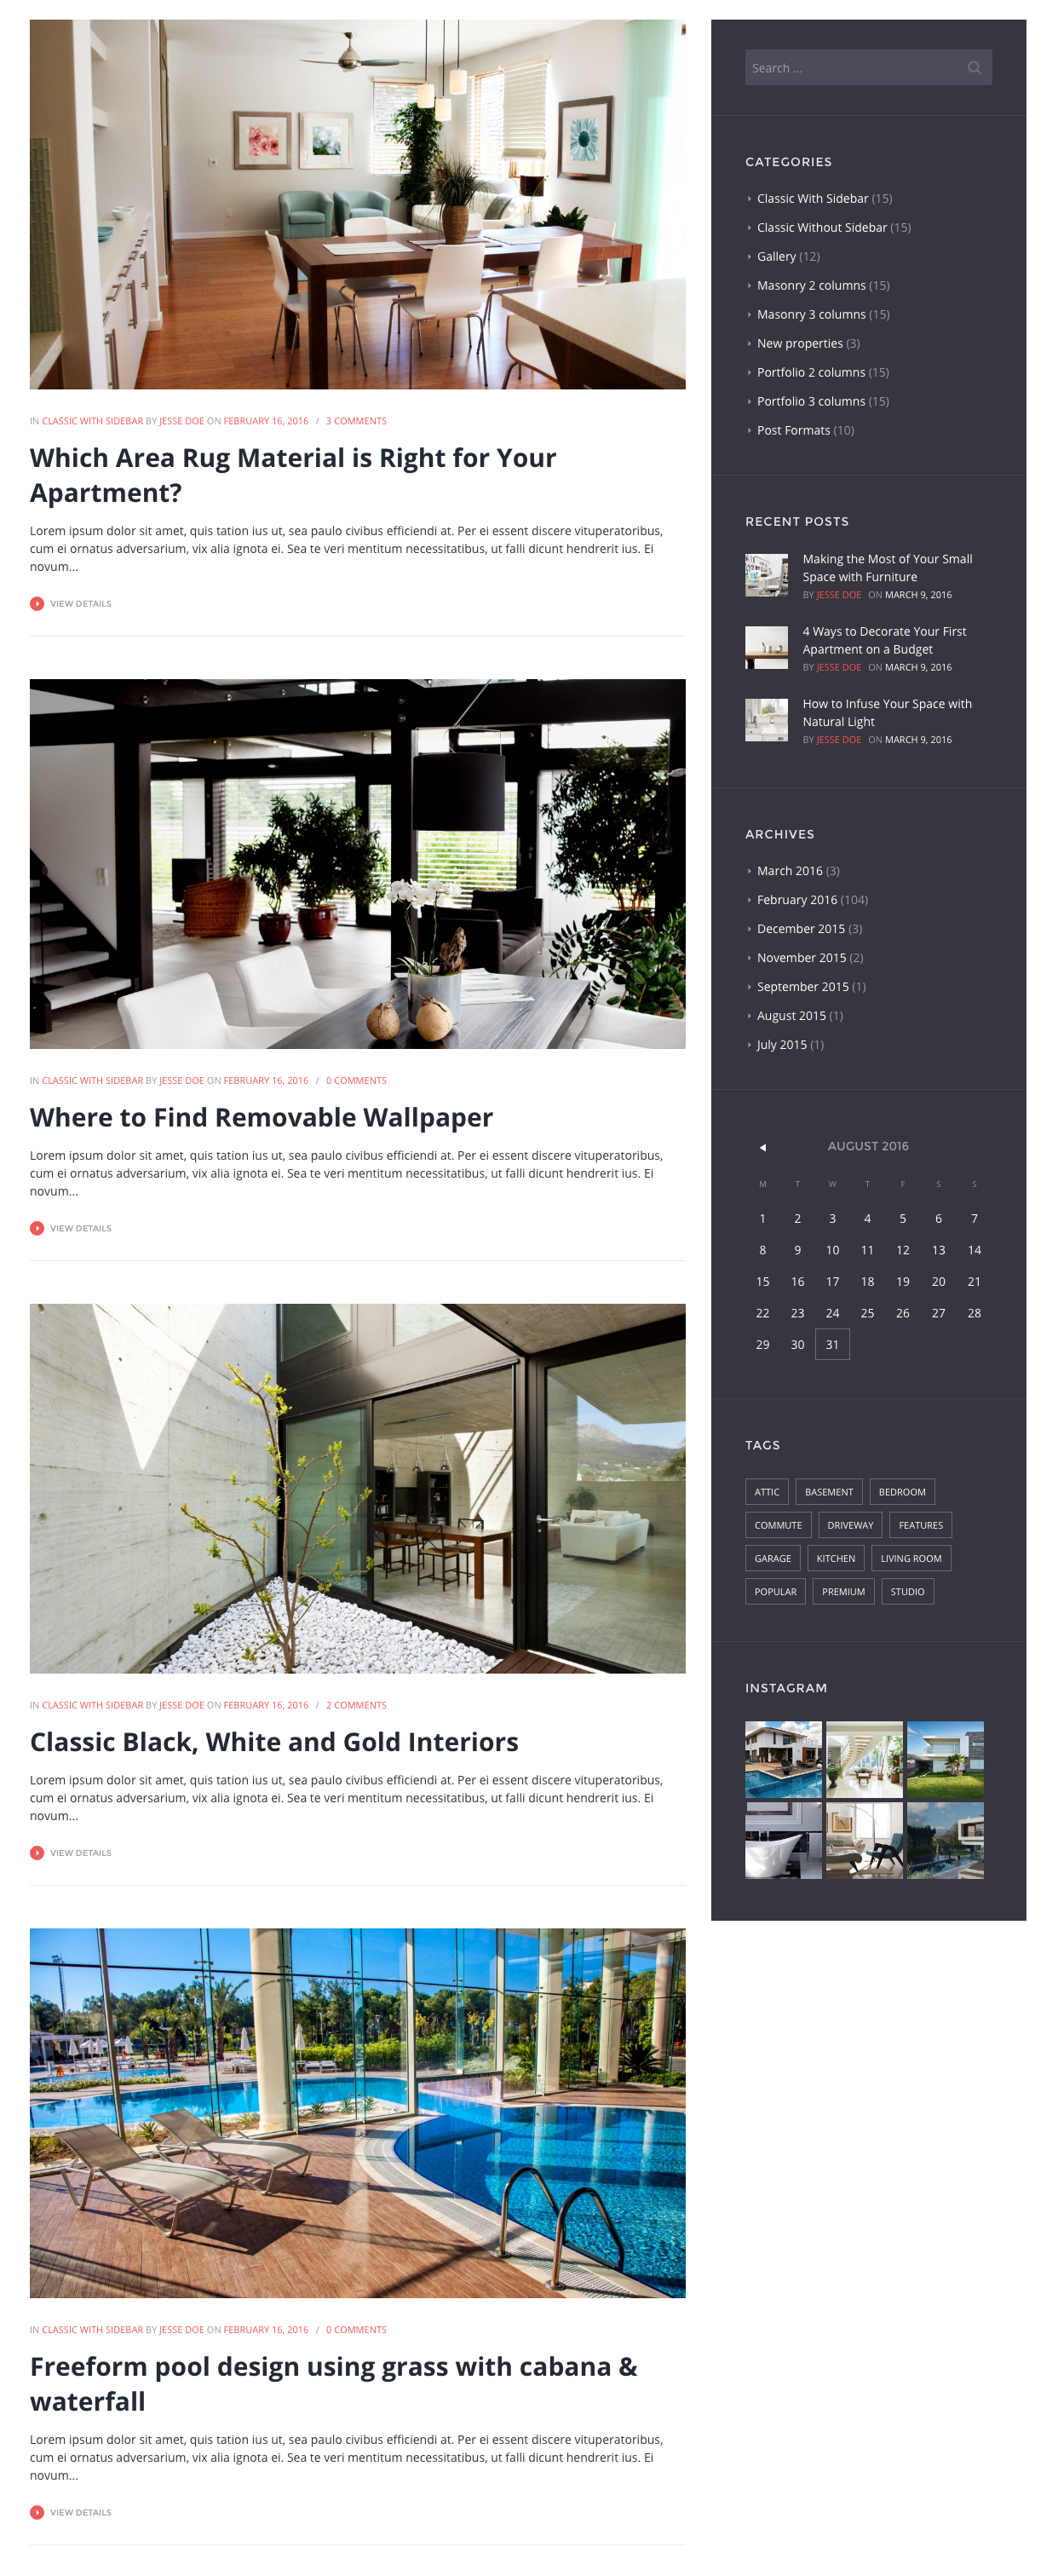 IN CLASSIC WITH SIDEBAR BY JESSE DOE ON FEBRUARY 16, 2016 / 3 COMMENTS
Which Area Rug Material is Right for Your
Apartment?
Lorem ipsum dolor sit amet, quis tation ius ut, sea paulo civibus efficiendi at. Per ei essent discere vituperatoribus,
cum ei ornatus adversarium, vix alia ignota ei. Sea te veri mentitum necessitatibus, ut falli dicunt hendrerit ius. Ei
novum...
VIEW DETAILS
IN CLASSIC WITH SIDEBAR BY JESSE DOE ON FEBRUARY 16, 2016 / 0 COMMENTS
Where to Find Removable Wallpaper
Lorem ipsum dolor sit amet, quis tation ius ut, sea paulo civibus efficiendi at. Per ei essent discere vituperatoribus,
cum ei ornatus adversarium, vix alia ignota ei. Sea te veri mentitum necessitatibus, ut falli dicunt hendrerit ius. Ei
novum...
VIEW DETAILS
IN CLASSIC WITH SIDEBAR BY JESSE DOE ON FEBRUARY 16, 2016 / 2 COMMENTS
Classic Black, White and Gold Interiors
Lorem ipsum dolor sit amet, quis tation ius ut, sea paulo civibus efficiendi at. Per ei essent discere vituperatoribus,
cum ei ornatus adversarium, vix alia ignota ei. Sea te veri mentitum necessitatibus, ut falli dicunt hendrerit ius. Ei
novum...
VIEW DETAILS
IN CLASSIC WITH SIDEBAR BY JESSE DOE ON FEBRUARY 16, 2016 / 0 COMMENTS
Freeform pool design using grass with cabana &
waterfall
Lorem ipsum dolor sit amet, quis tation ius ut, sea paulo civibus efficiendi at. Per ei essent discere vituperatoribus,
cum ei ornatus adversarium, vix alia ignota ei. Sea te veri mentitum necessitatibus, ut falli dicunt hendrerit ius. Ei
novum...
VIEW DETAILS
Search ...
CATEGORIES
Classic With Sidebar (15)
Classic Without Sidebar (15)
Gallery (12)
Masonry 2 columns (15)
Masonry 3 columns (15)
New properties (3)
Portfolio 2 columns (15)
Portfolio 3 columns (15)
Post Formats (10)
RECENT POSTS
Making the Most of Your Small
Space with Furniture
BY JESSE DOE ON MARCH 9, 2016
4 Ways to Decorate Your First
Apartment on a Budget
BY JESSE DOE ON MARCH 9, 2016
How to Infuse Your Space with
Natural Light
BY JESSE DOE ON MARCH 9, 2016
ARCHIVES
March 2016 (3)
February 2016 (104)
December 2015 (3)
November 2015 (2)
September 2015 (1)
August 2015 (1)
July 2015 (1)
AUGUST 2016
M T W T F S S
1 2 3 4 5 6 7
8 9 10 11 12 13 14
15 16 17 18 19 20 21
22 23 24 25 26 27 28
29 30 31
TAGS
ATTIC BASEMENT BEDROOM
COMMUTE DRIVEWAY FEATURES
GARAGE KITCHEN LIVING ROOM
POPULAR PREMIUM STUDIO
INSTAGRAM